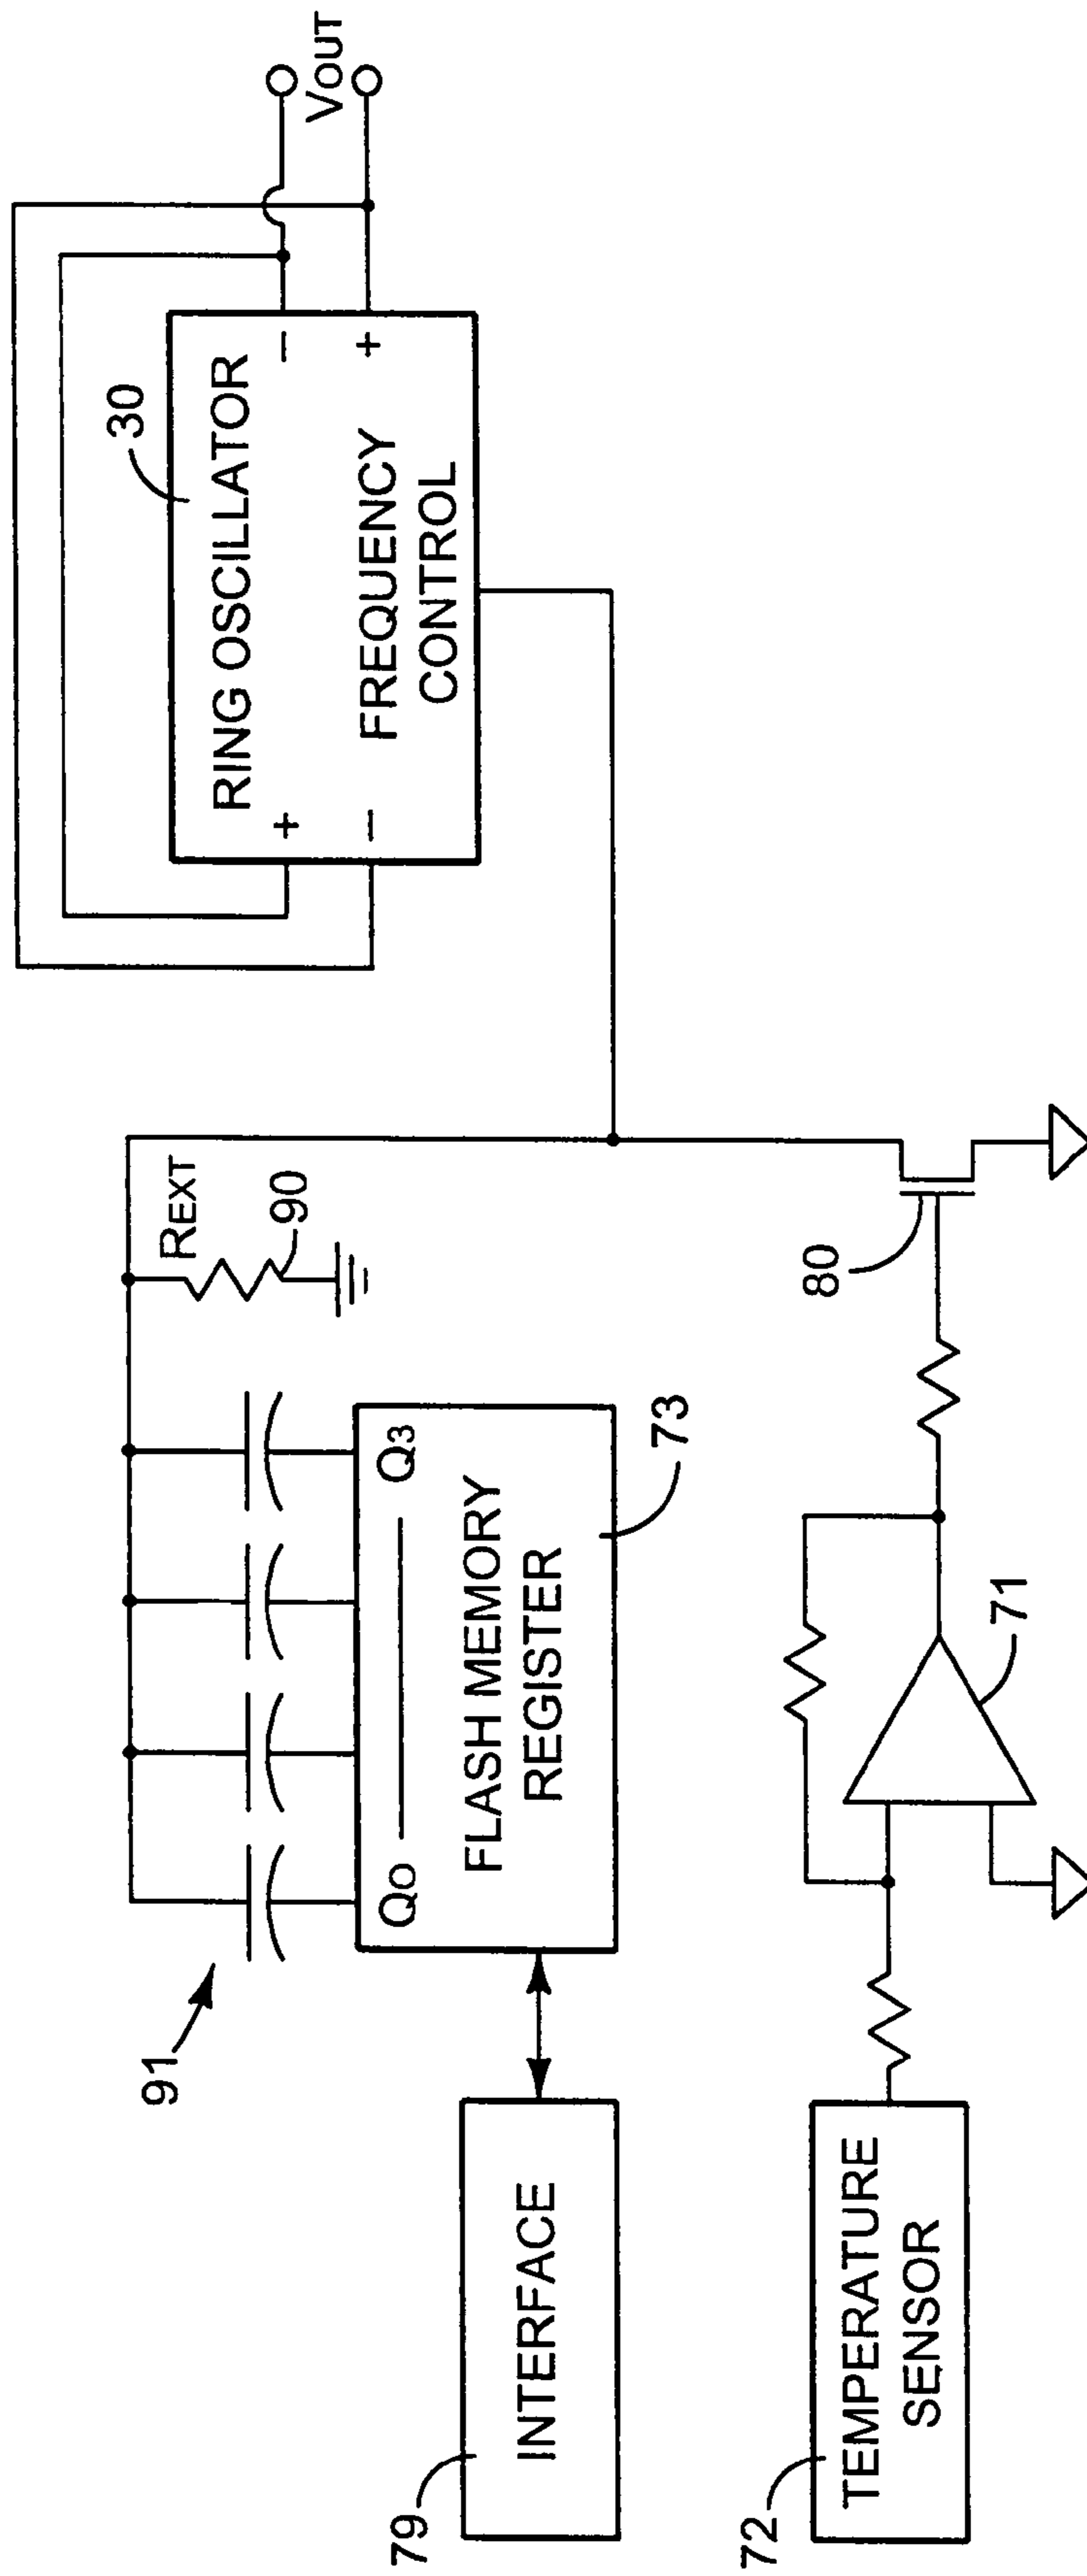 91
REXT
90
Q0
Q3
FLASH MEMORY
REGISTER
73
INTERFACE
79
30
RING OSCILLATOR
+
−
−
+
FREQUENCY
CONTROL
VOUT
TEMPERATURE
SENSOR
72
71
80